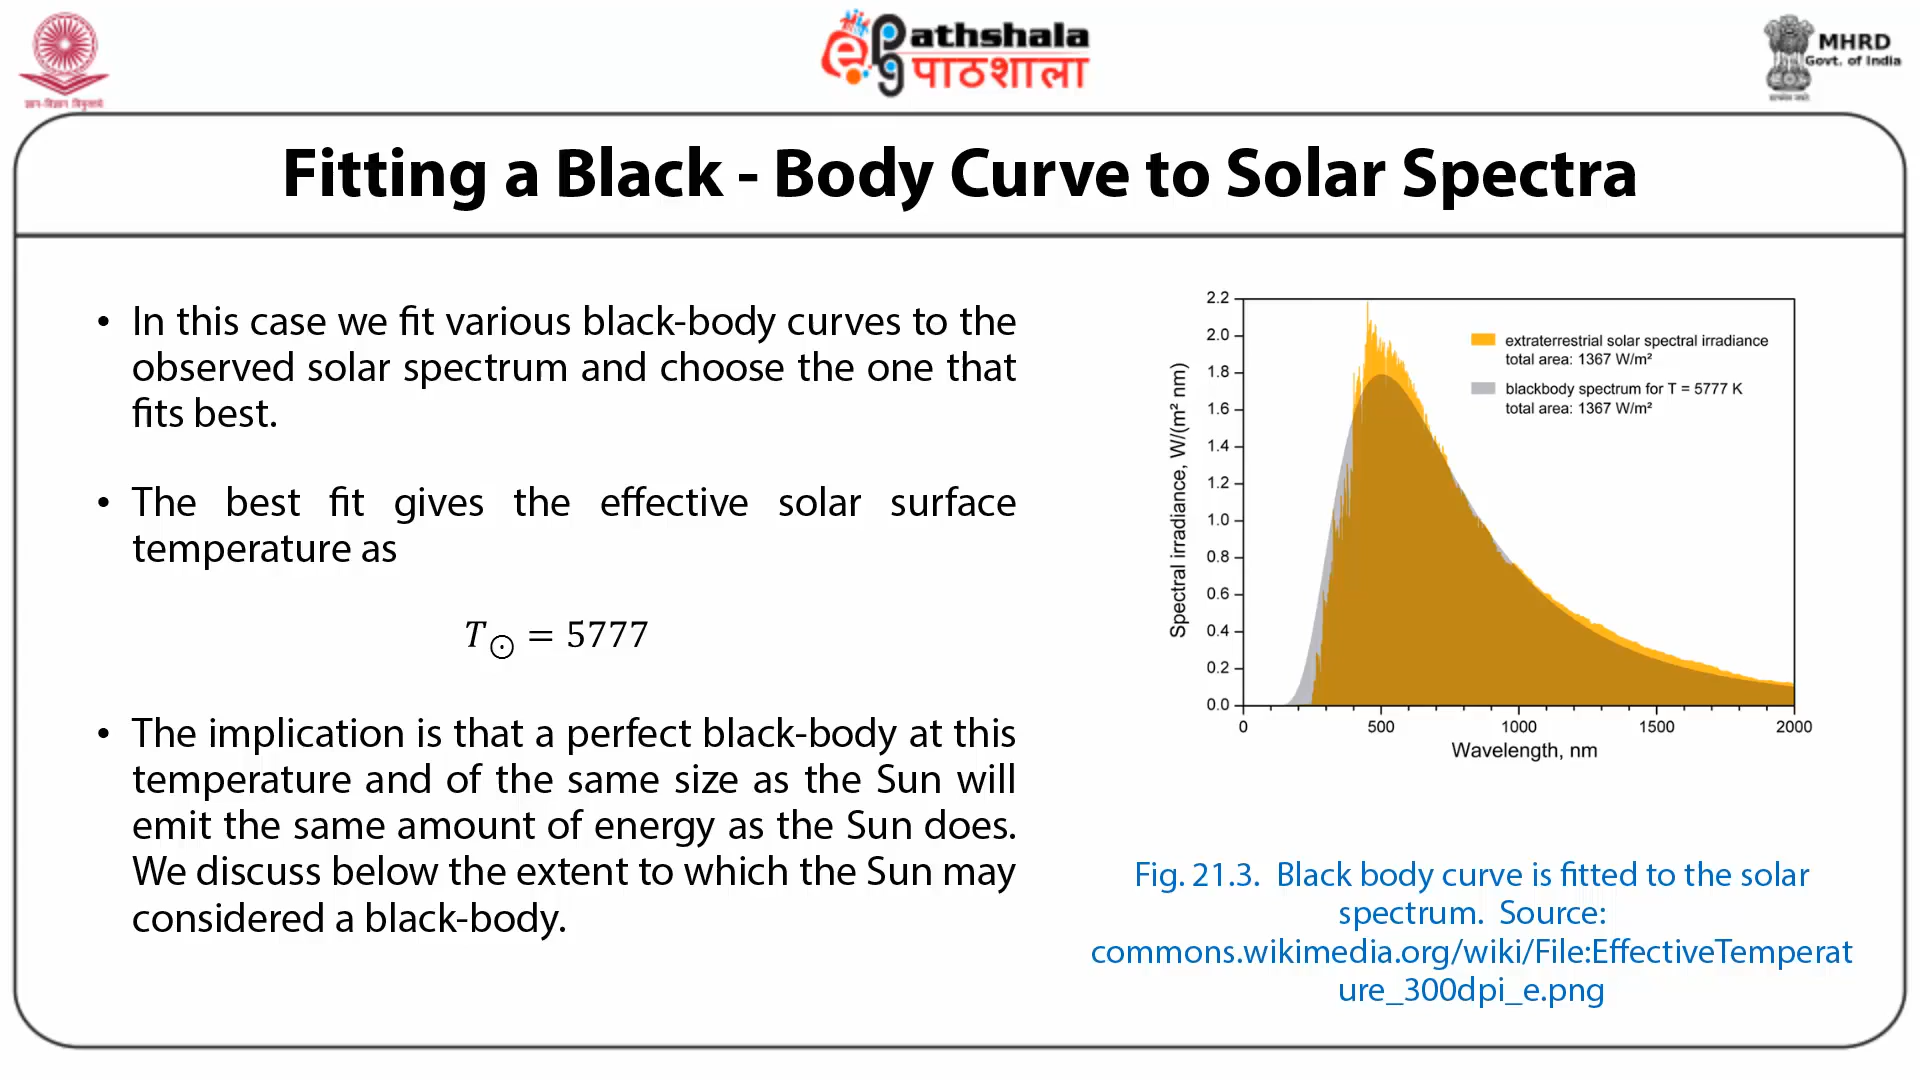 ज्ञान-विज्ञान विमुक्तये
ePGathshala
पाठशाला
MHRD
Govt. of India
सत्यमेव जयते
Fitting a Black - Body Curve to Solar Spectra
• In this case we fit various black-body curves to the
observed solar spectrum and choose the one that
fits best.
• The best fit gives the effective solar surface
temperature as
T⊙ = 5777
• The implication is that a perfect black-body at this
temperature and of the same size as the Sun will
emit the same amount of energy as the Sun does.
We discuss below the extent to which the Sun may
considered a black-body.
2.2
2.0
1.8
1.6
1.4
1.2
1.0
0.8
0.6
0.4
0.2
0.0
Spectral irradiance, W/(m² nm)
extraterrestrial solar spectral irradiance
total area: 1367 W/m²
blackbody spectrum for T = 5777 K
total area: 1367 W/m²
0 500 1000 1500 2000
Wavelength, nm
Fig. 21.3. Black body curve is fitted to the solar
spectrum. Source:
commons.wikimedia.org/wiki/File:EffectiveTemperat
ure_300dpi_e.png